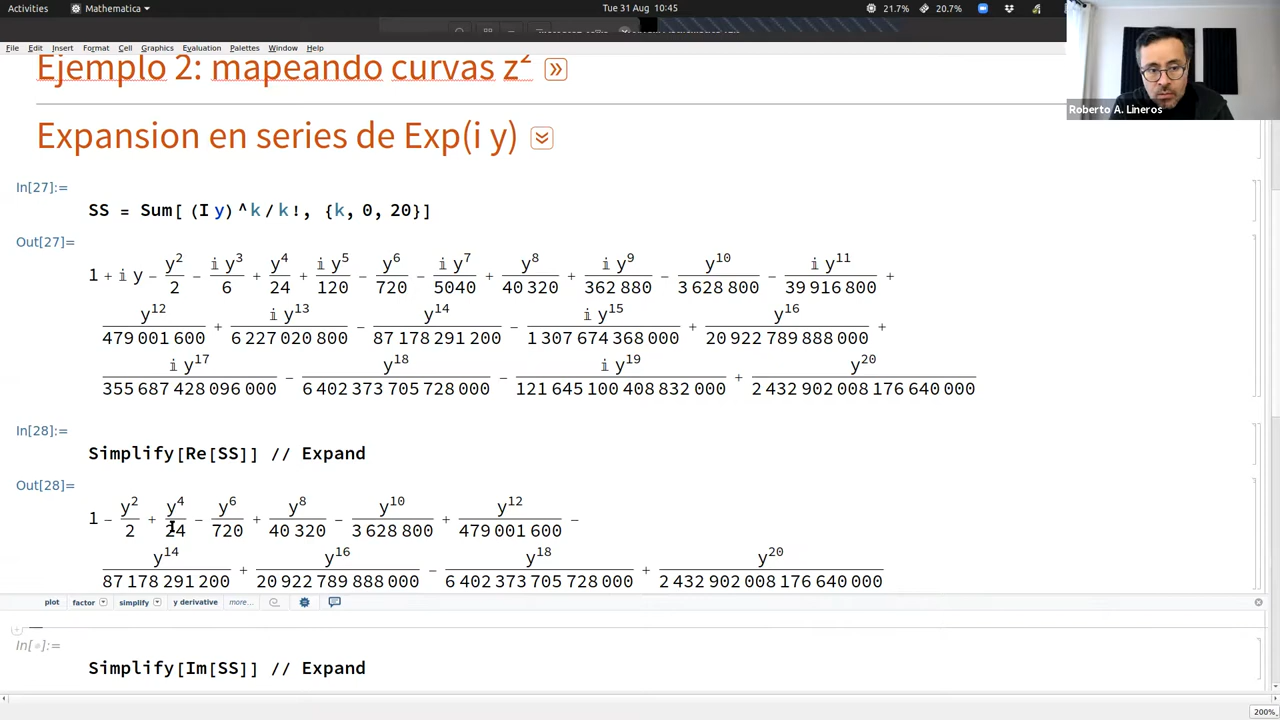 Activities Mathematica Tue 31 Aug 10:45 21.7% 20.7%
File Edit Insert Format Cell Graphics Evaluation Palettes Window Help
Roberto A. Lineros
Ejemplo 2: mapeando curvas z²
Expansion en series de Exp(i y)
In[27]:=
SS = Sum[ (I y)^k/k!, {k, 0, 20}]
Out[27]=
1 + ⅈ y − y²/2 − ⅈ y³/6 + y⁴/24 + ⅈ y⁵/120 − y⁶/720 − ⅈ y⁷/5040 + y⁸/40 320 + ⅈ y⁹/362 880 − y¹⁰/3 628 800 − ⅈ y¹¹/39 916 800 +
y¹²/479 001 600 + ⅈ y¹³/6 227 020 800 − y¹⁴/87 178 291 200 − ⅈ y¹⁵/1 307 674 368 000 + y¹⁶/20 922 789 888 000 +
ⅈ y¹⁷/355 687 428 096 000 − y¹⁸/6 402 373 705 728 000 − ⅈ y¹⁹/121 645 100 408 832 000 + y²⁰/2 432 902 008 176 640 000
In[28]:=
Simplify[Re[SS]] // Expand
Out[28]=
1 − y²/2 + y⁴/24 − y⁶/720 + y⁸/40 320 − y¹⁰/3 628 800 + y¹²/479 001 600 −
y¹⁴/87 178 291 200 + y¹⁶/20 922 789 888 000 − y¹⁸/6 402 373 705 728 000 + y²⁰/2 432 902 008 176 640 000
plot factor simplify y derivative more...
In[•]:=
Simplify[Im[SS]] // Expand
200%